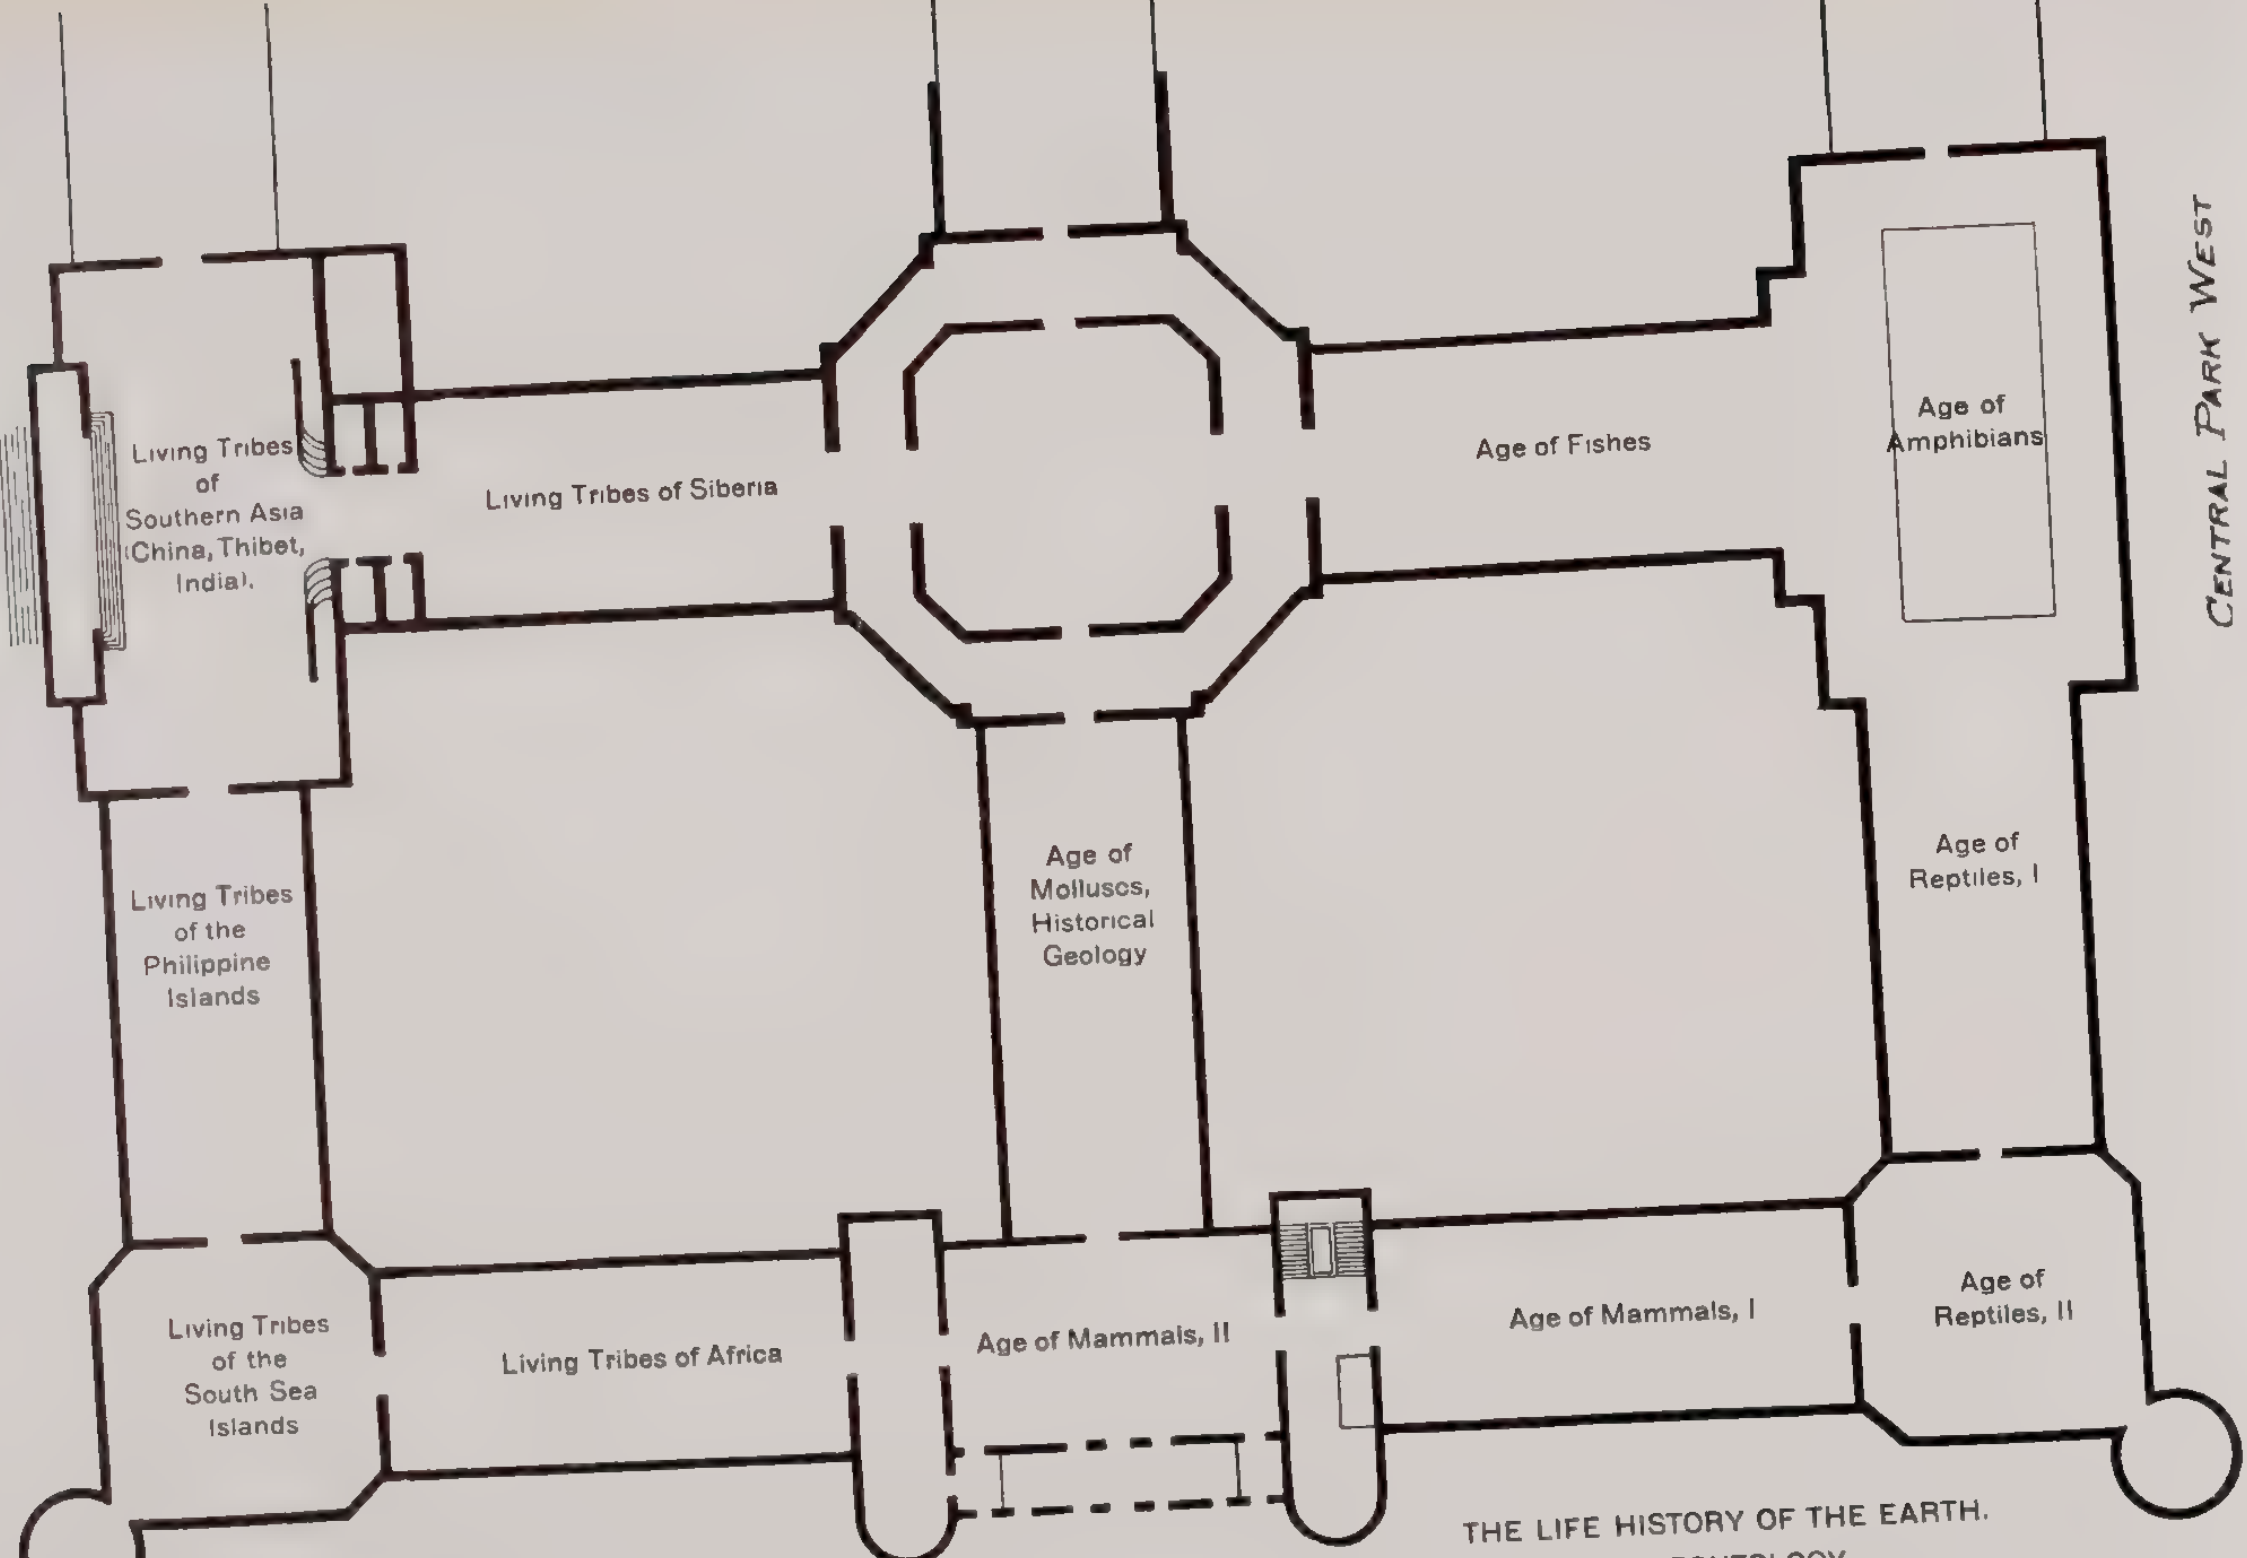 Living Tribes
of
Southern Asia
(China, Thibet,
India).
Living Tribes of Siberia
Age of Fishes
Age of
Amphibians
CENTRAL PARK WEST
Living Tribes
of the
Philippine
Islands
Age of
Molluscs,
Historical
Geology
Age of
Reptiles, I
Living Tribes
of the
South Sea
Islands
Living Tribes of Africa
Age of Mammals, II
Age of Mammals, I
Age of
Reptiles, II
THE LIFE HISTORY OF THE EARTH.